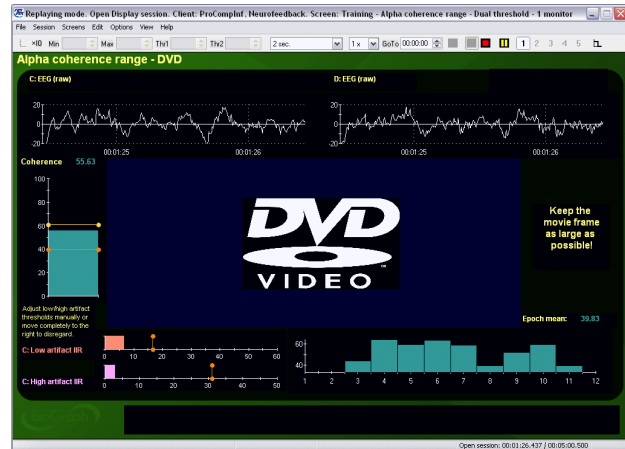 Replaying mode. Open Display session. Client: ProCompInf, Neurofeedback. Screen: Training - Alpha coherence range - Dual threshold - 1 monitor
File Session Screens Edit Options View Help
×10 Min Max Thr1 Thr2 2 sec. 1 x GoTo 00:00:00 1 2 3 4 5
Alpha coherence range - DVD
C: EEG (raw) D: EEG (raw)
20 20
0 0
-20 -20
00:01:25 00:01:26 00:01:25 00:01:26
Coherence 55.63
100
80
60
40
20
0
DVD
VIDEO
Keep the
movie frame
as large as
possible!
Adjust low/high artifact
thresholds manually or
move completely to the
right to disregard.
Epoch mean: 39.83
C: Low artifact IIR
0 10 20 30 40 50 60
C: High artifact IIR
0 10 20 30 40 50
60
40
1 2 3 4 5 6 7 8 9 10 11 12
Open session: 00:01:26.437 / 00:05:00.500